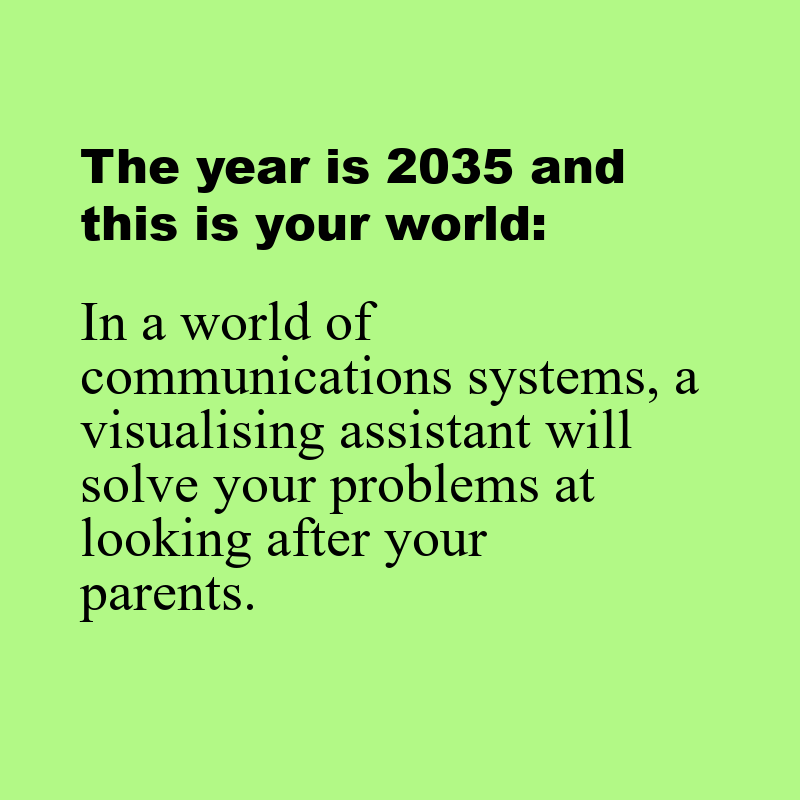 The year is 2035 and
this is your world:
In a world of
communications systems, a
visualising assistant will
solve your problems at
looking after your
parents.